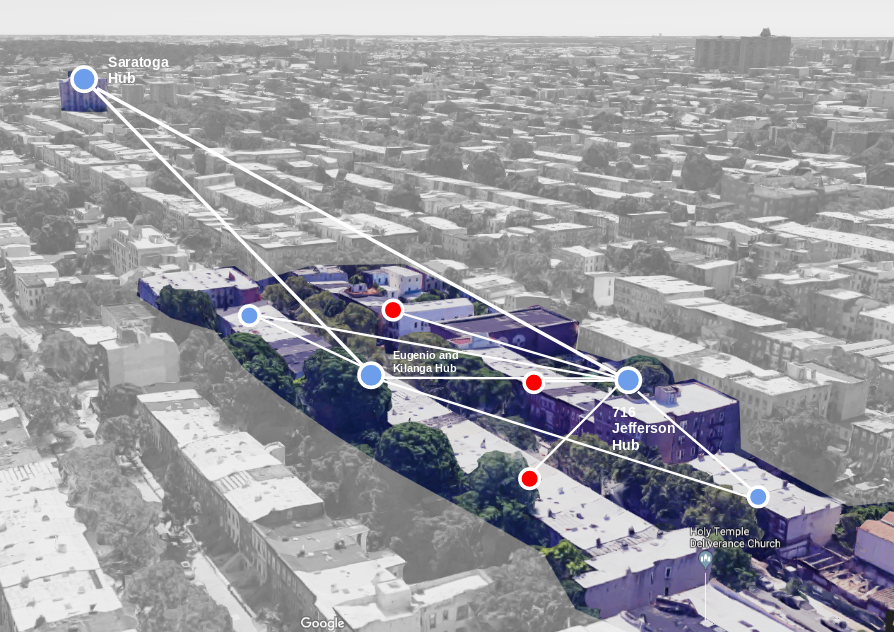 Saratoga
Hub
Eugenio and
Kilanga Hub
716
Jefferson
Hub
Holy Temple
Deliverance Church
Google